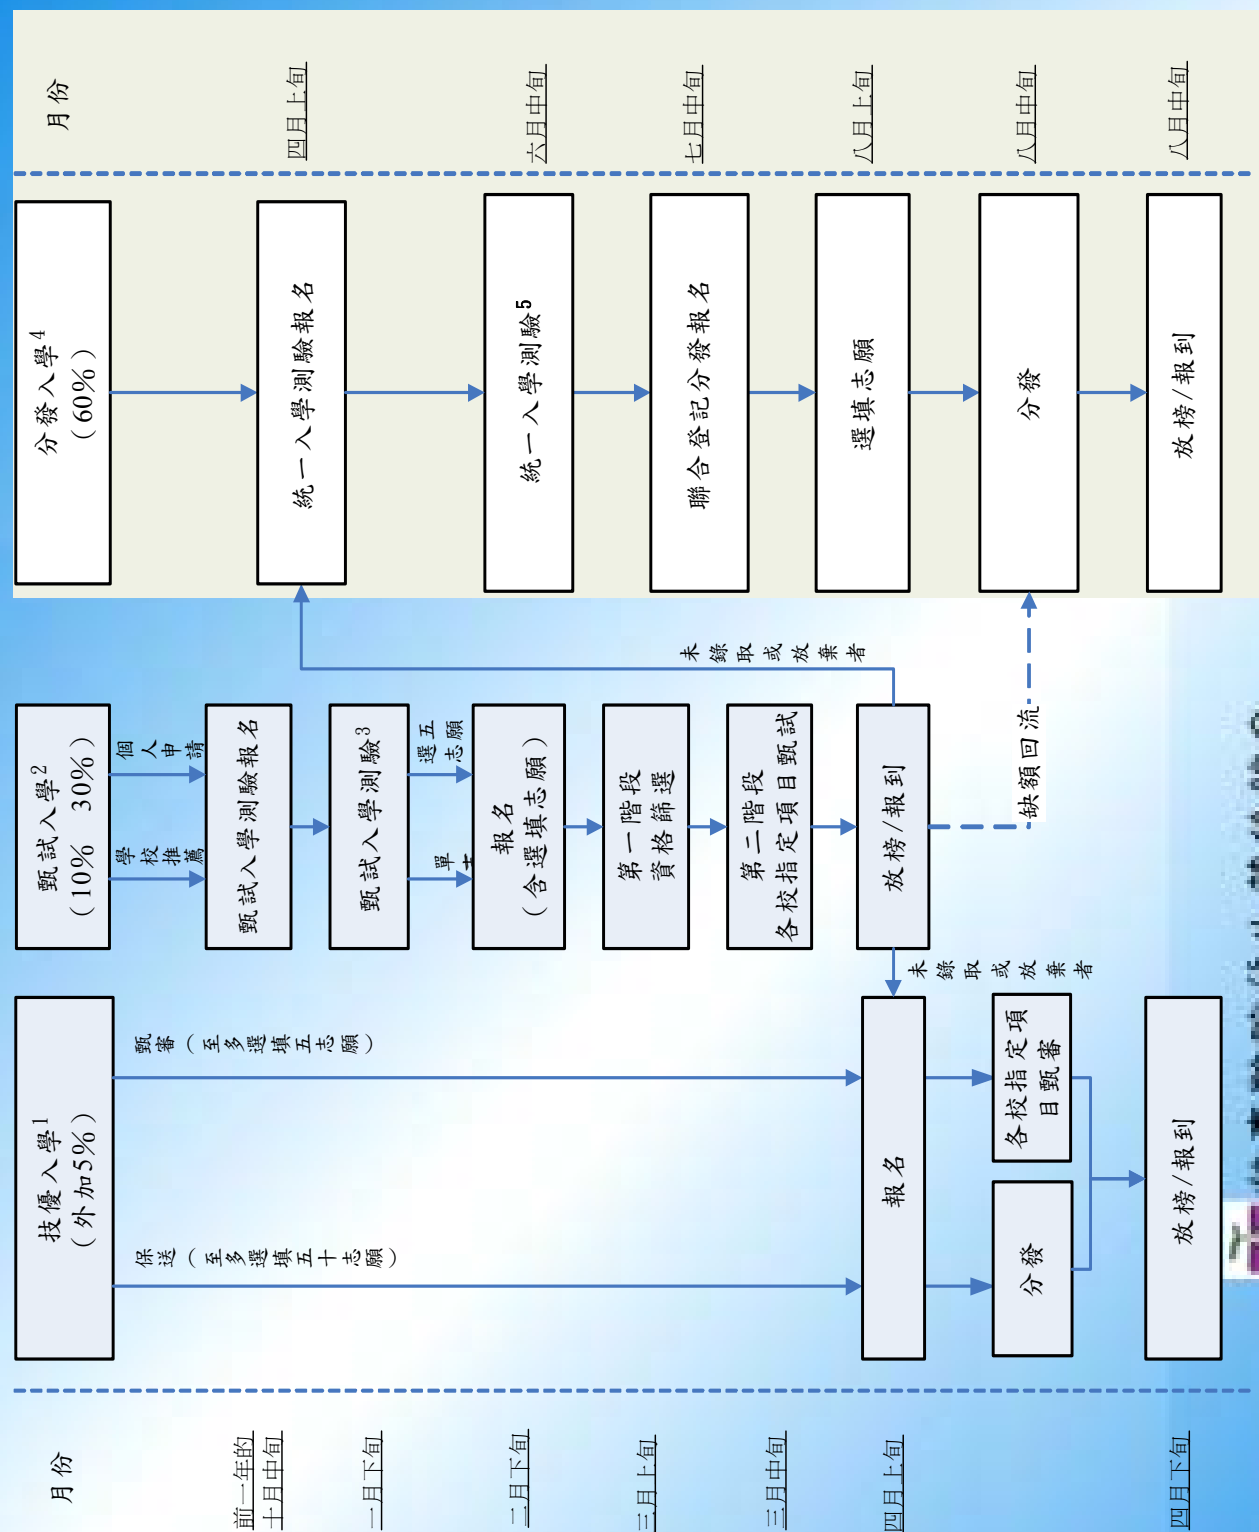 月份
前一年的
十月中旬
一月下旬
二月下旬
三月上旬
三月中旬
四月上旬
四月下旬
技優入學1
(外加5%)
保送(至多選填五十志願)
甄審(至多選填五志願)
報名
分發
各校指定項
目甄審
放榜/報到
甄試入學2
(10% 30%)
學校推薦
個人申請
甄試入學測驗報名
甄試入學測驗3
單
選五
志願
報名
(含選填志願)
第一階段
資格篩選
第二階段
各校指定項目甄試
放榜/報到
未錄取或放棄者
未錄取或放棄者
缺額回流
分發入學4
(60%)
統一入學測驗報名
統一入學測驗5
聯合登記分發報名
選填志願
分發
放榜/報到
月份
四月上旬
六月中旬
七月中旬
八月上旬
八月中旬
八月中旬